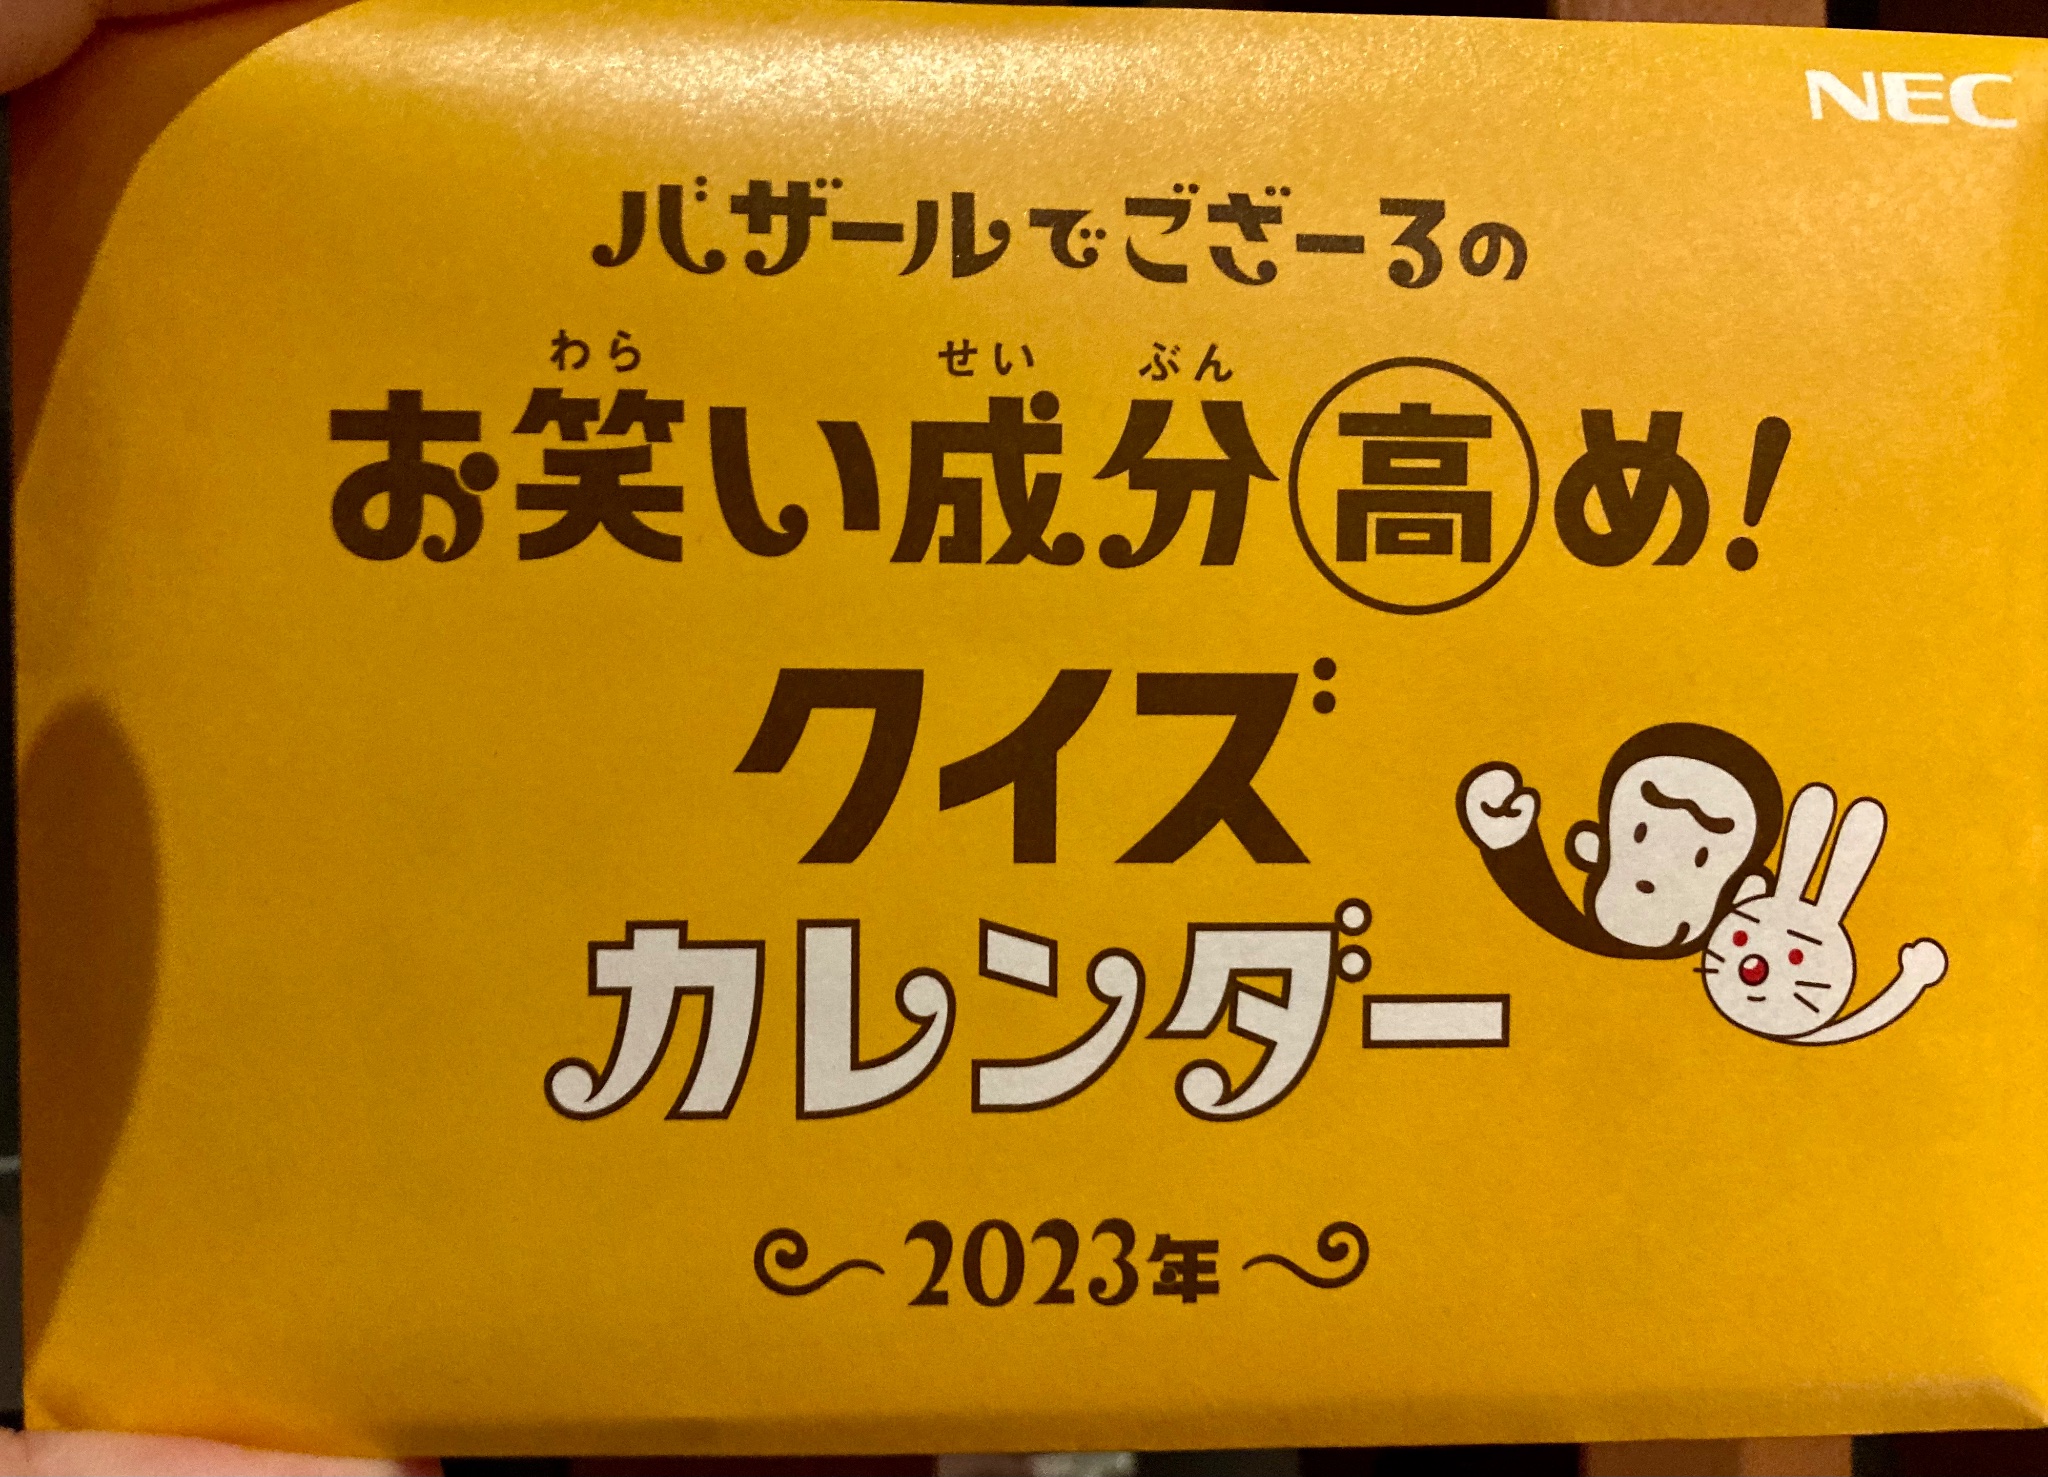 NEC
バザールでござーるの
わら せい ぶん
お笑い成分高め!
クイズ
カレンダー
2023年